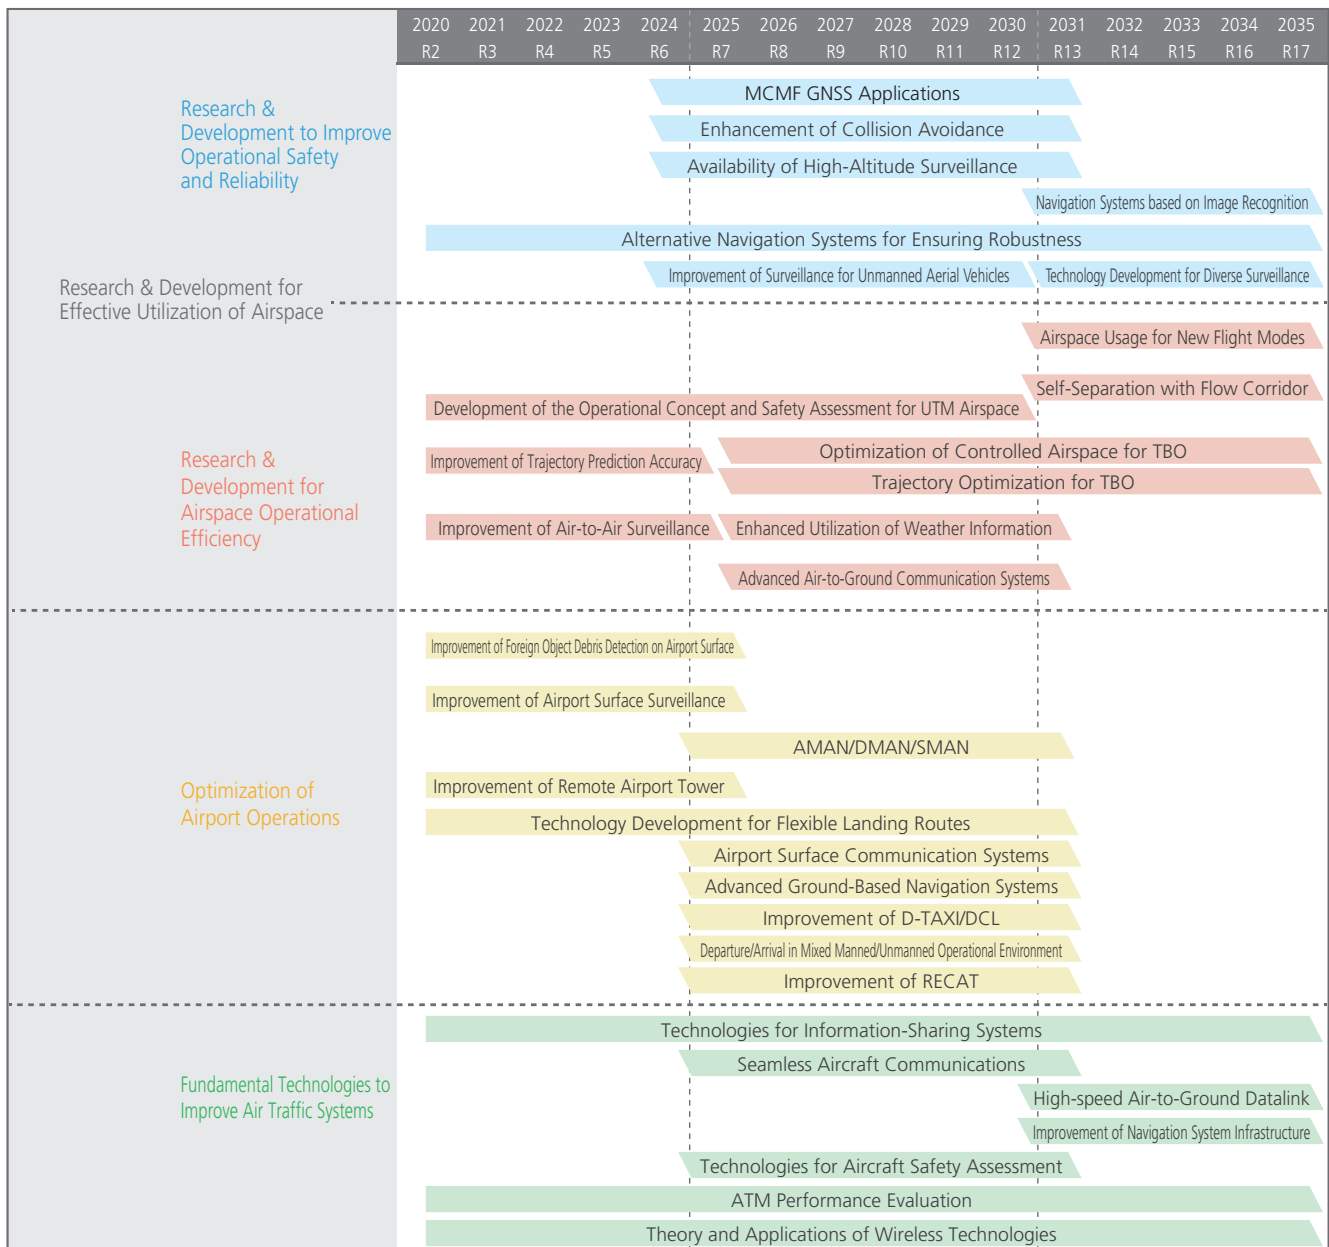 2020 2021 2022 2023 2024 2025 2026 2027 2028 2029 2030 2031 2032 2033 2034 2035
R2 R3 R4 R5 R6 R7 R8 R9 R10 R11 R12 R13 R14 R15 R16 R17
Research &
Development to Improve
Operational Safety
and Reliability
MCMF GNSS Applications
Enhancement of Collision Avoidance
Availability of High-Altitude Surveillance
Navigation Systems based on Image Recognition
Alternative Navigation Systems for Ensuring Robustness
Improvement of Surveillance for Unmanned Aerial Vehicles
Technology Development for Diverse Surveillance
Research & Development for
Effective Utilization of Airspace
Airspace Usage for New Flight Modes
Self-Separation with Flow Corridor
Development of the Operational Concept and Safety Assessment for UTM Airspace
Research &
Development for
Airspace Operational
Efficiency
Optimization of Controlled Airspace for TBO
Improvement of Trajectory Prediction Accuracy
Trajectory Optimization for TBO
Improvement of Air-to-Air Surveillance
Enhanced Utilization of Weather Information
Advanced Air-to-Ground Communication Systems
Improvement of Foreign Object Debris Detection on Airport Surface
Improvement of Airport Surface Surveillance
AMAN/DMAN/SMAN
Optimization of
Airport Operations
Improvement of Remote Airport Tower
Technology Development for Flexible Landing Routes
Airport Surface Communication Systems
Advanced Ground-Based Navigation Systems
Improvement of D-TAXI/DCL
Departure/Arrival in Mixed Manned/Unmanned Operational Environment
Improvement of RECAT
Technologies for Information-Sharing Systems
Seamless Aircraft Communications
Fundamental Technologies to
Improve Air Traffic Systems
High-speed Air-to-Ground Datalink
Improvement of Navigation System Infrastructure
Technologies for Aircraft Safety Assessment
ATM Performance Evaluation
Theory and Applications of Wireless Technologies